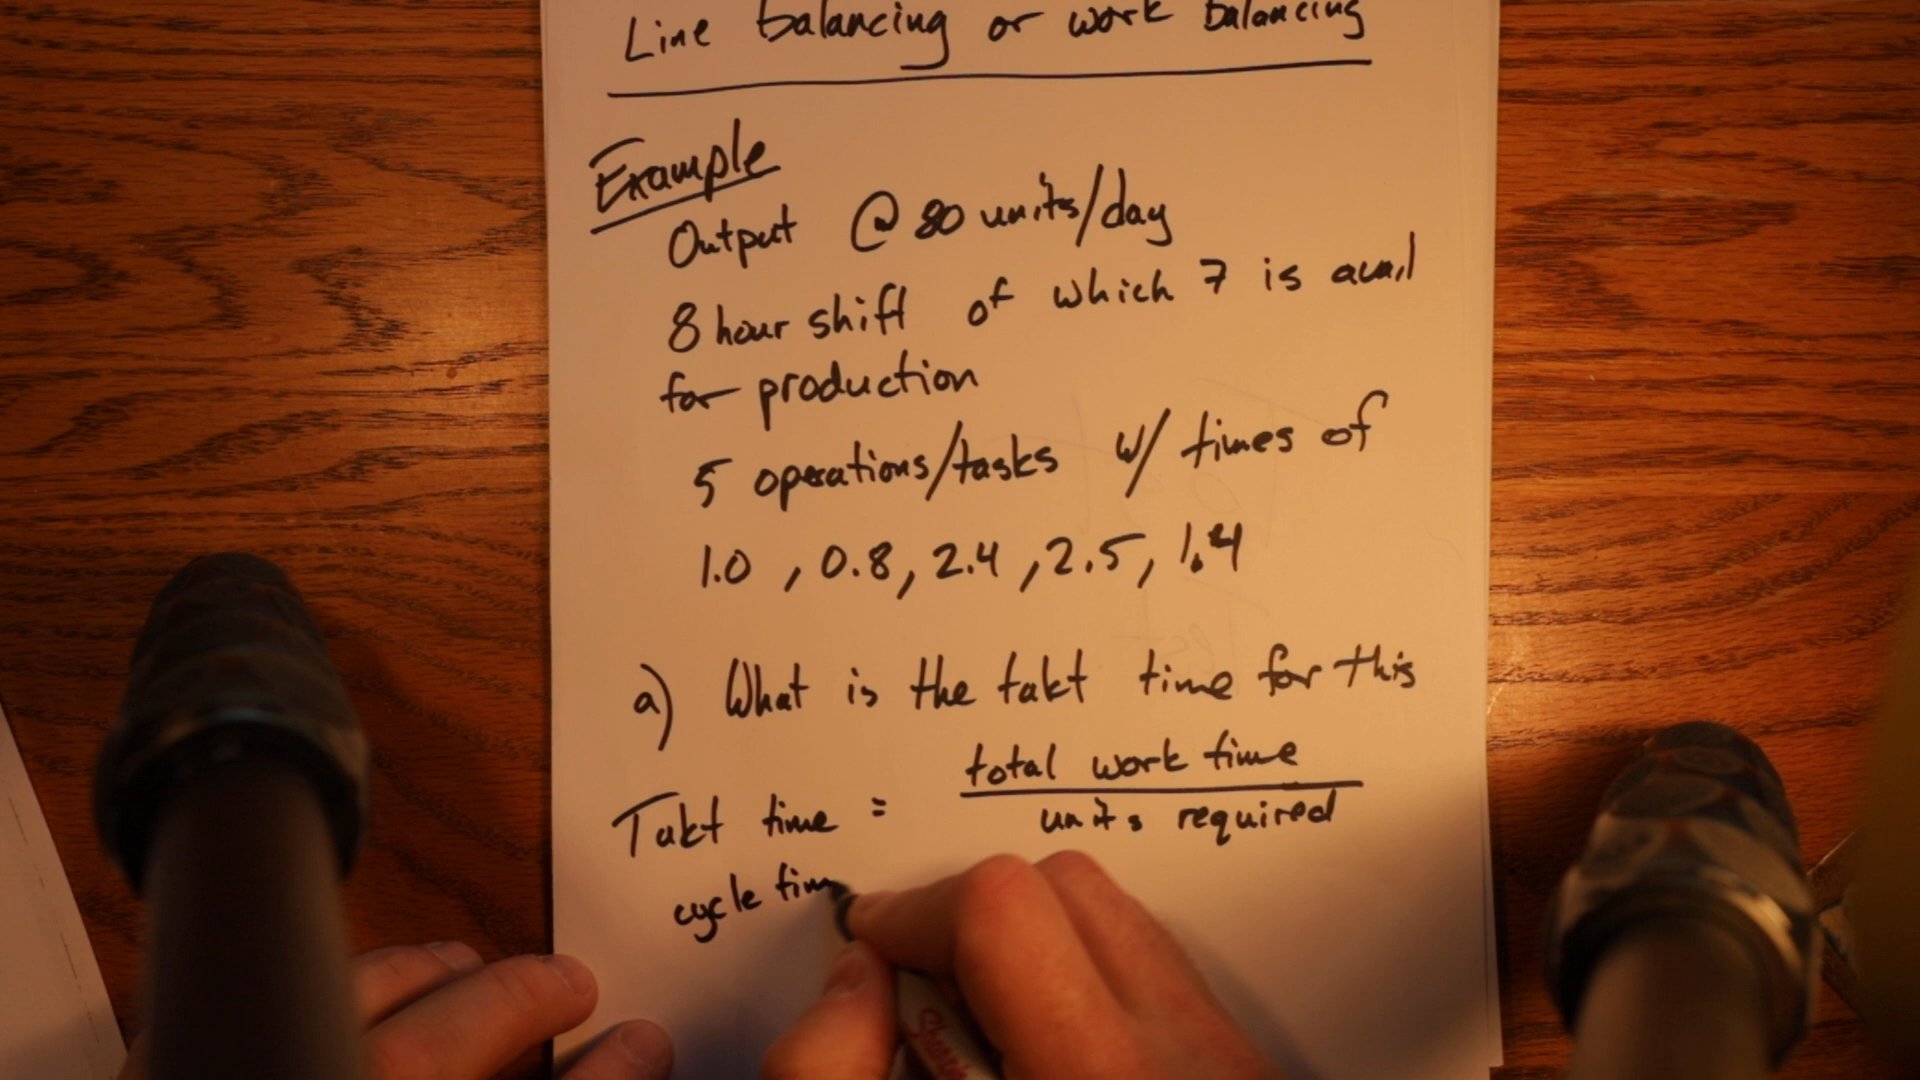 Line balancing or work balancing
Example
Output @ 80 units/day
8 hour shift of which 7 is avail
for production
5 operations/tasks w/ times of
1.0 , 0.8, 2.4 , 2.5, 1.4
a) What is the takt time for this
total work time
Takt time =
units required
cycle tim